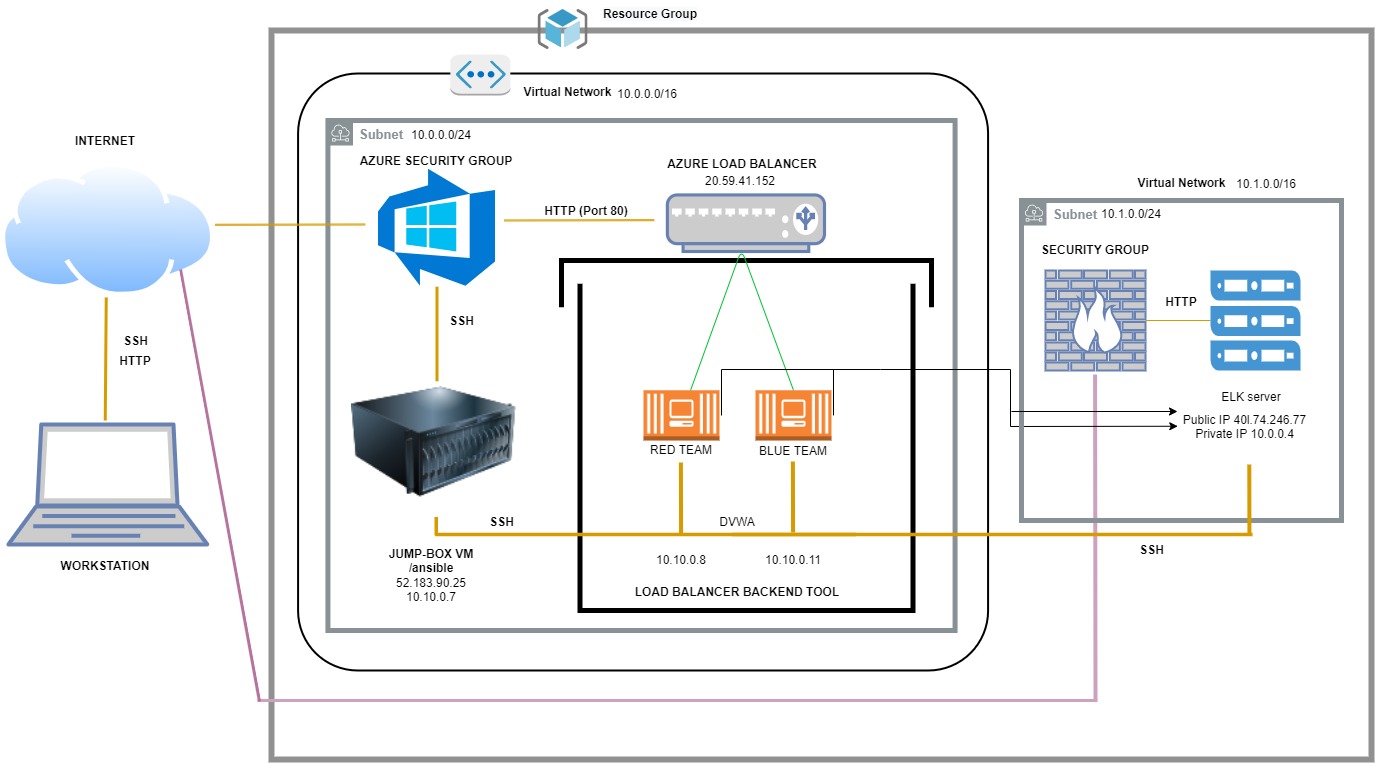 Resource Group
Virtual Network 10.0.0.0/16
Subnet 10.0.0.0/24
INTERNET
AZURE SECURITY GROUP
AZURE LOAD BALANCER
20.59.41.152
HTTP (Port 80)
Virtual Network 10.1.0.0/16
Subnet 10.1.0.0/24
SECURITY GROUP
HTTP
SSH
SSH
HTTP
ELK server
Public IP 40l.74.246.77
Private IP 10.0.0.4
RED TEAM
BLUE TEAM
SSH
DVWA
SSH
JUMP-BOX VM
/ansible
52.183.90.25
10.10.0.7
10.10.0.8
10.10.0.11
WORKSTATION
LOAD BALANCER BACKEND TOOL